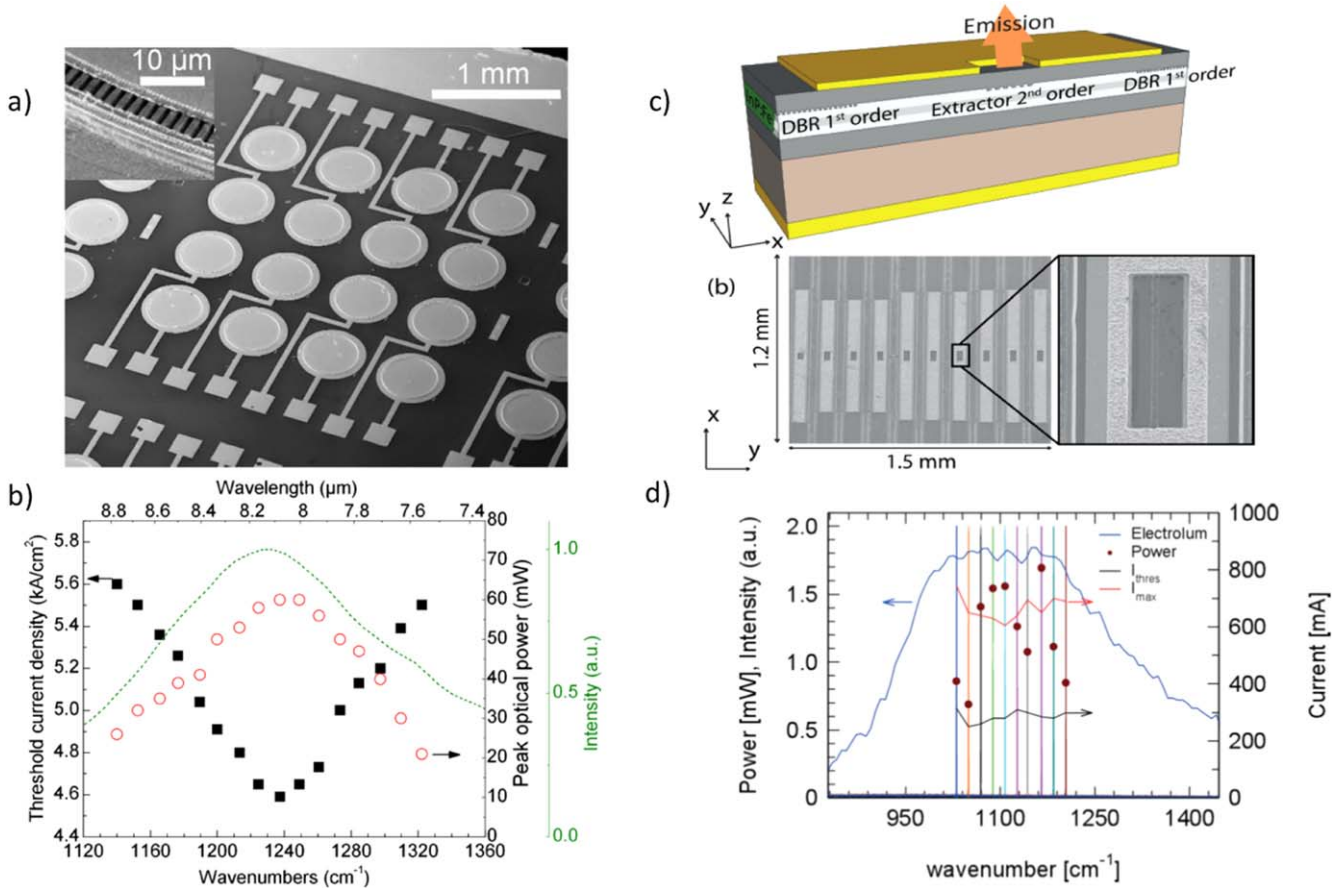 a)
10 µm
1 mm
b)
Wavelength (µm)
8.8 8.6 8.4 8.2 8 7.8 7.6 7.4
Threshold current density (kA/cm²)
5.8
5.6
5.4
5.2
5.0
4.8
4.6
4.4
80
70
60
50
40
30
20
10
0
Peak optical power (mW)
1.0
0.5
0.0
Intensity (a.u.)
1120 1160 1200 1240 1280 1320 1360
Wavenumbers (cm⁻¹)
c)
Emission
InP:Fe
DBR 1st order
Extractor 2nd order
DBR 1st order
y
z
x
(b)
1.2 mm
x
y
1.5 mm
d)
Power [mW], Intensity (a.u.)
2.0
1.5
1.0
0.5
0
Electrolum
Power
Ithres
Imax
1000
800
600
400
200
0
Current [mA]
950 1100 1250 1400
wavenumber [cm⁻¹]